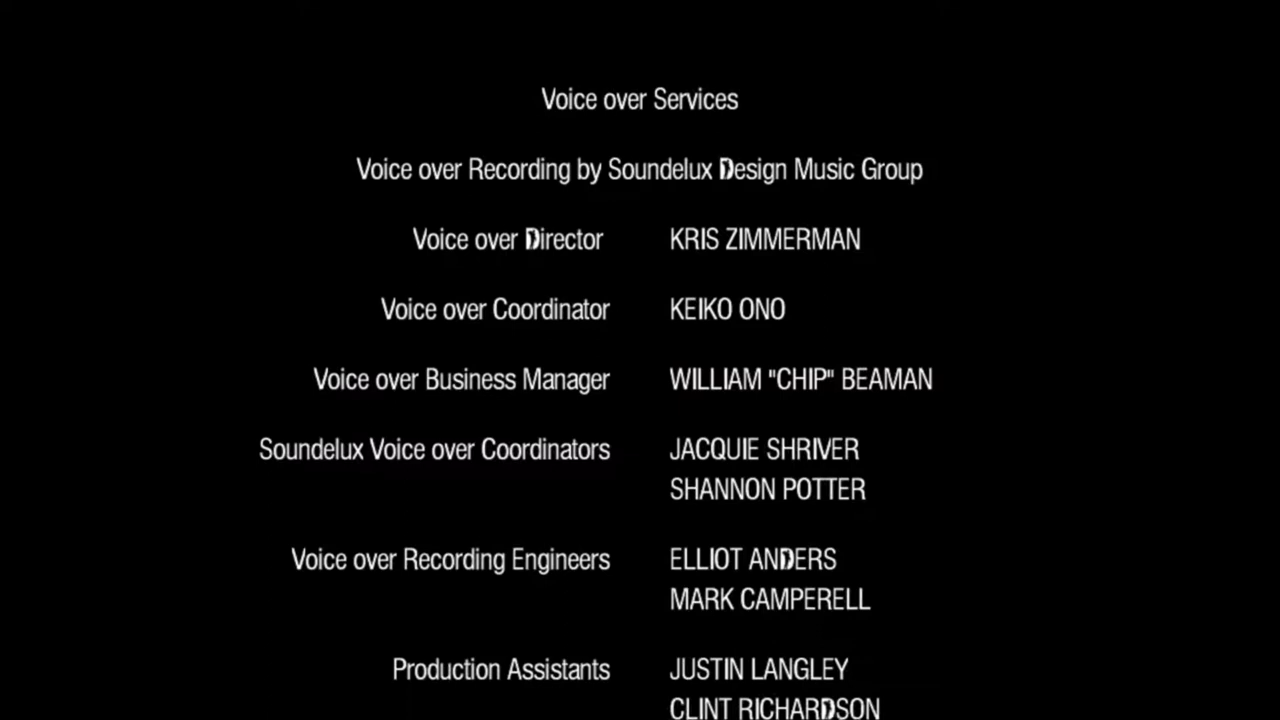 Voice over Services
Voice over Recording by Soundelux Design Music Group
Voice over Director KRIS ZIMMERMAN
Voice over Coordinator KEIKO ONO
Voice over Business Manager WILLIAM "CHIP" BEAMAN
Soundelux Voice over Coordinators JACQUIE SHRIVER
SHANNON POTTER
Voice over Recording Engineers ELLIOT ANDERS
MARK CAMPERELL
Production Assistants JUSTIN LANGLEY
CLINT RICHARDSON